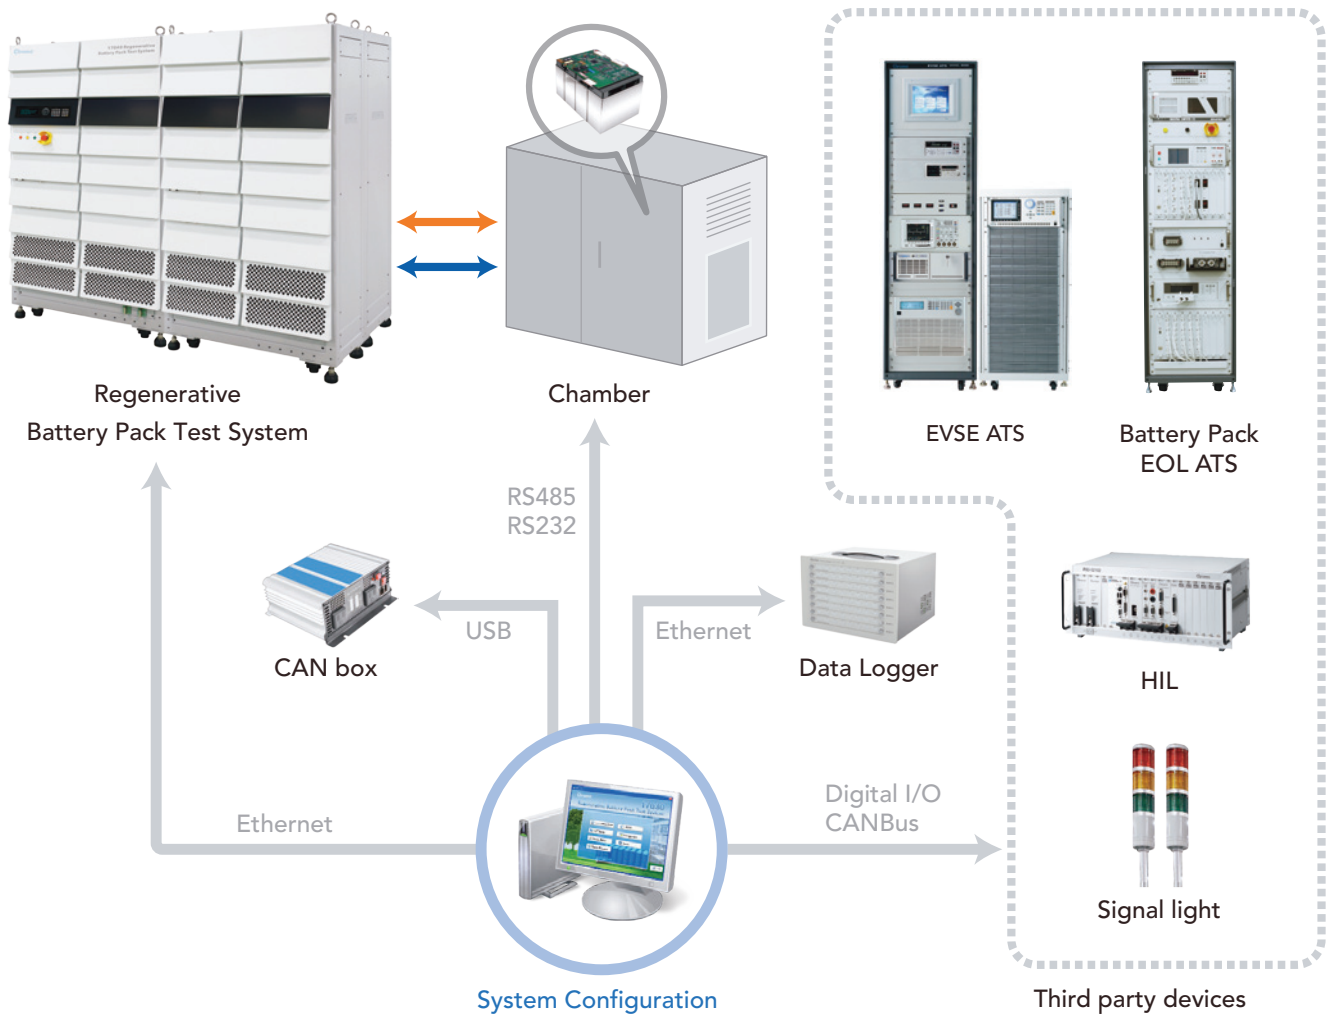 Regenerative
Battery Pack Test System
Chamber
EVSE ATS
Battery Pack
EOL ATS
RS485
RS232
USB
Ethernet
CAN box
Data Logger
HIL
Ethernet
Digital I/O
CANBus
Signal light
System Configuration
Third party devices